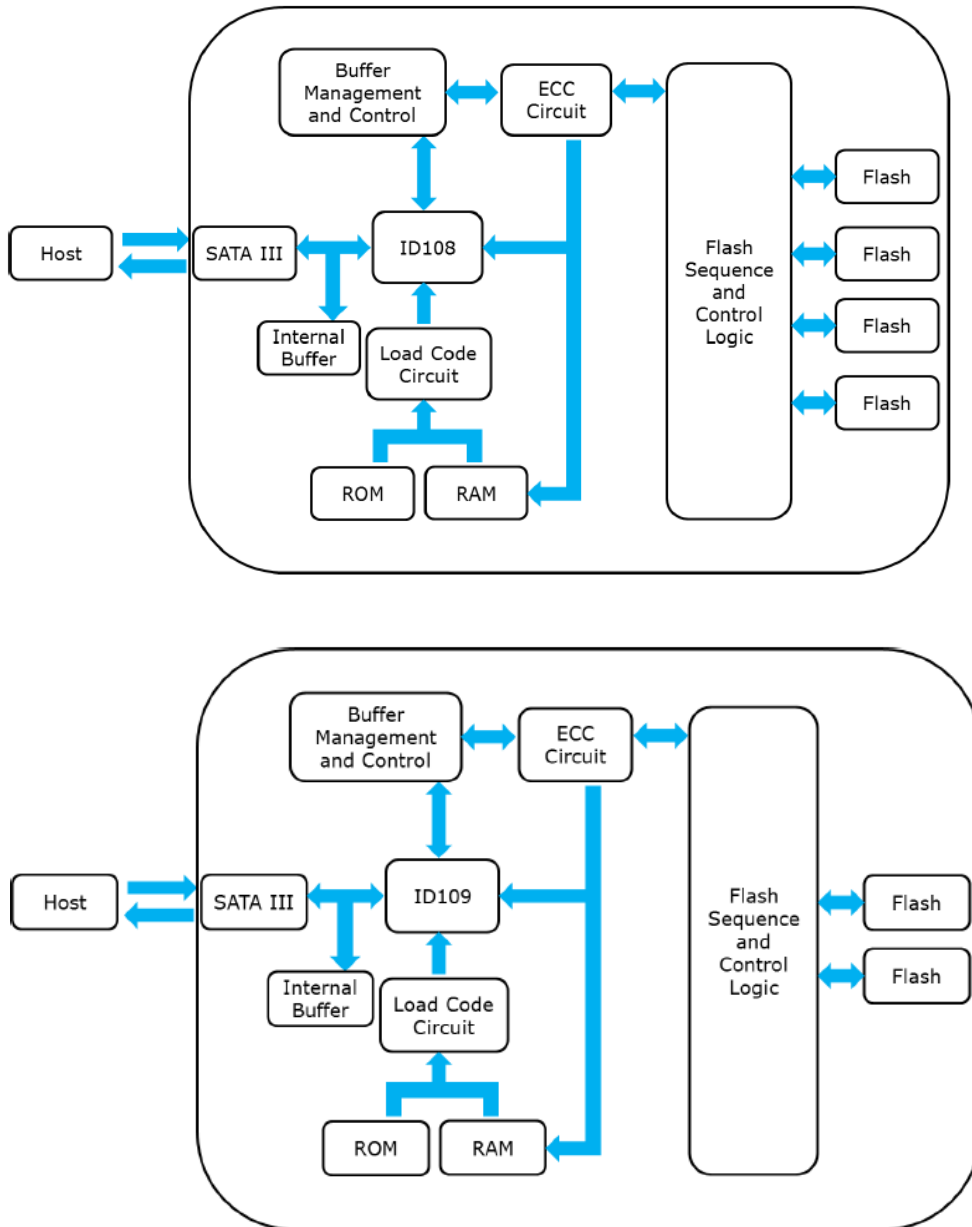 Buffer
Management
and Control
ECC
Circuit
Flash
Host
SATA III
ID108
Flash
Sequence
and
Control
Logic
Flash
Internal
Buffer
Load Code
Circuit
Flash
Flash
ROM
RAM
Buffer
Management
and Control
ECC
Circuit
Host
SATA III
ID109
Flash
Sequence
and
Control
Logic
Flash
Flash
Internal
Buffer
Load Code
Circuit
ROM
RAM